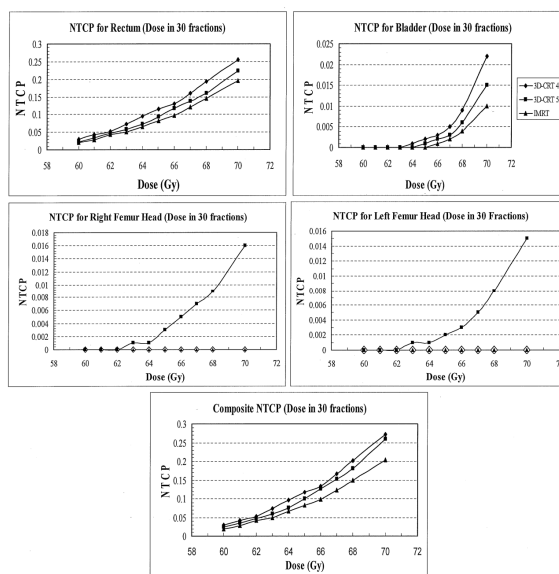 NTCP for Rectum (Dose in 30 fractions)
NTCP
0.3
0.25
0.2
0.15
0.1
0.05
0
58 60 62 64 66 68 70 72
Dose (Gy)
NTCP for Bladder (Dose in 30 fractions)
NTCP
0.025
0.02
0.015
0.01
0.005
0
58 60 62 64 66 68 70 72
Dose (Gy)
3D-CRT 4
3D-CRT 5
IMRT
NTCP for Right Femur Head (Dose in 30 fractions)
NTCP
0.018
0.016
0.014
0.012
0.01
0.008
0.006
0.004
0.002
0
58 60 62 64 66 68 70 72
Dose (Gy)
NTCP for Left Femur Head (Dose in 30 Fractions)
NTCP
0.016
0.014
0.012
0.01
0.008
0.006
0.004
0.002
0
58 60 62 64 66 68 70 72
Dose (Gy)
Composite NTCP (Dose in 30 fractions)
NTCP
0.3
0.25
0.2
0.15
0.1
0.05
0
58 60 62 64 66 68 70 72
Dose (Gy)